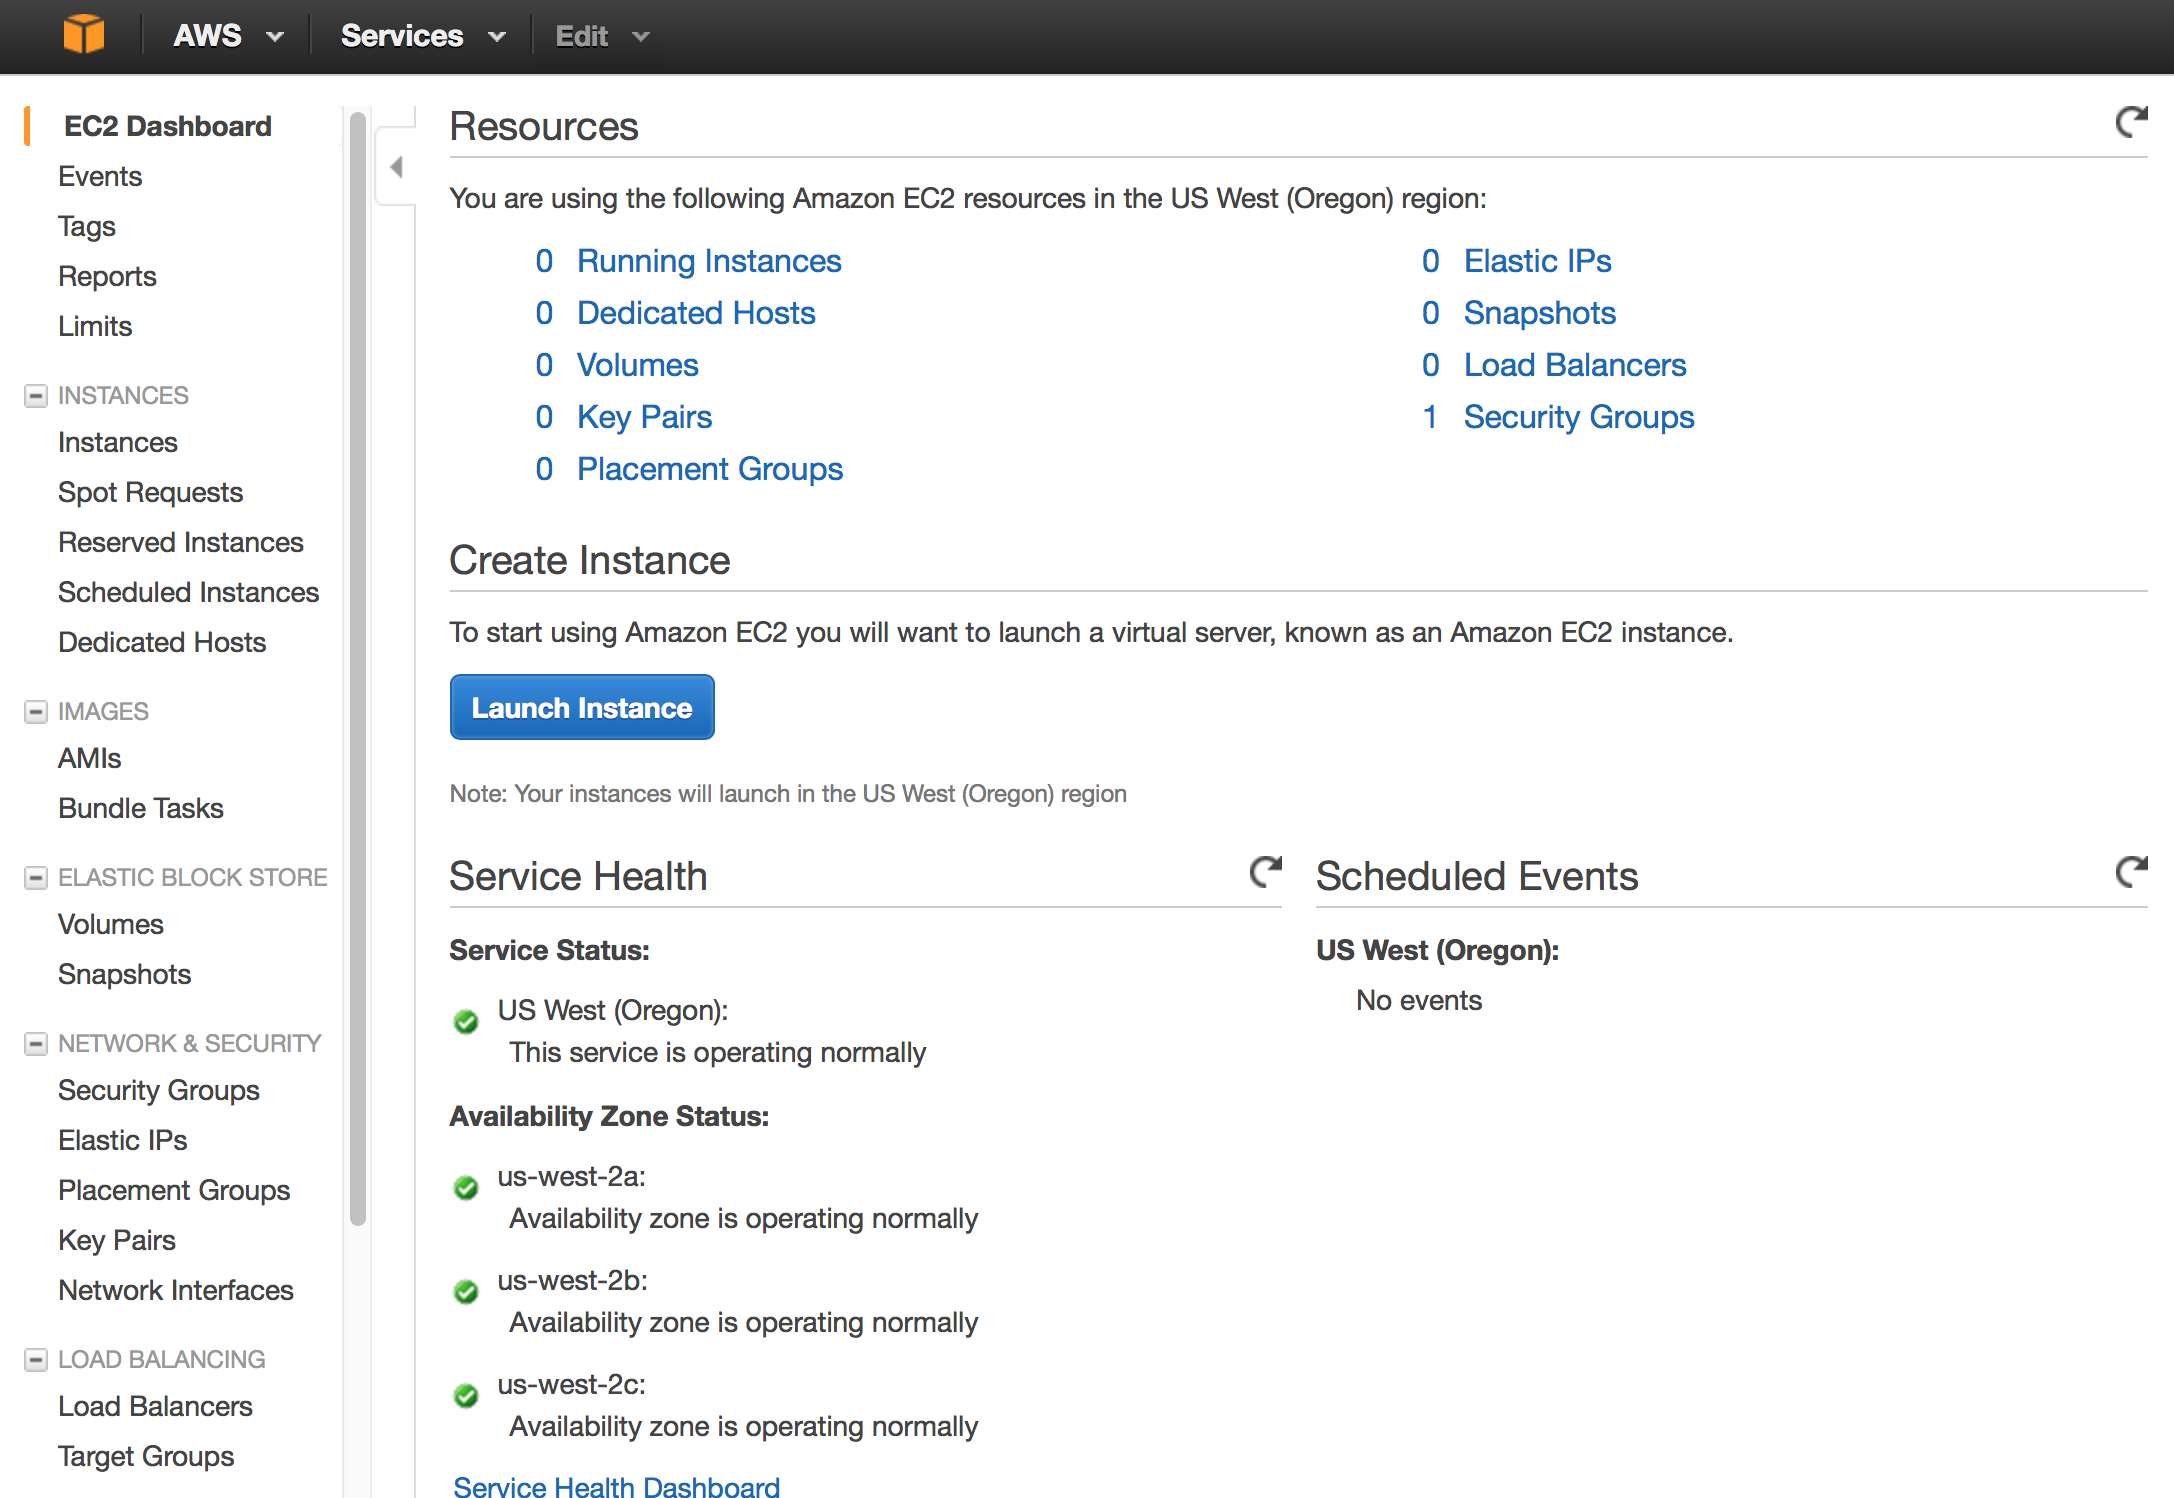 AWS Services Edit
EC2 Dashboard
Events
Tags
Reports
Limits
INSTANCES
Instances
Spot Requests
Reserved Instances
Scheduled Instances
Dedicated Hosts
IMAGES
AMIs
Bundle Tasks
ELASTIC BLOCK STORE
Volumes
Snapshots
NETWORK & SECURITY
Security Groups
Elastic IPs
Placement Groups
Key Pairs
Network Interfaces
LOAD BALANCING
Load Balancers
Target Groups
Resources
You are using the following Amazon EC2 resources in the US West (Oregon) region:
0 Running Instances
0 Dedicated Hosts
0 Volumes
0 Key Pairs
0 Placement Groups
0 Elastic IPs
0 Snapshots
0 Load Balancers
1 Security Groups
Create Instance
To start using Amazon EC2 you will want to launch a virtual server, known as an Amazon EC2 instance.
Launch Instance
Note: Your instances will launch in the US West (Oregon) region
Service Health
Service Status:
US West (Oregon):
This service is operating normally
Availability Zone Status:
us-west-2a:
Availability zone is operating normally
us-west-2b:
Availability zone is operating normally
us-west-2c:
Availability zone is operating normally
Service Health Dashboard
Scheduled Events
US West (Oregon):
No events